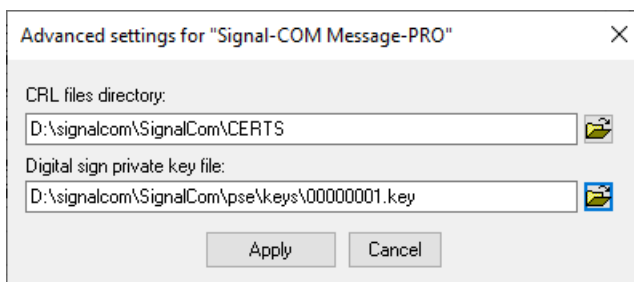 Advanced settings for "Signal-COM Message-PRO"
CRL files directory:
D:\signalcom\SignalCom\CERTS
Digital sign private key file:
D:\signalcom\SignalCom\pse\keys\00000001.key
Apply Cancel